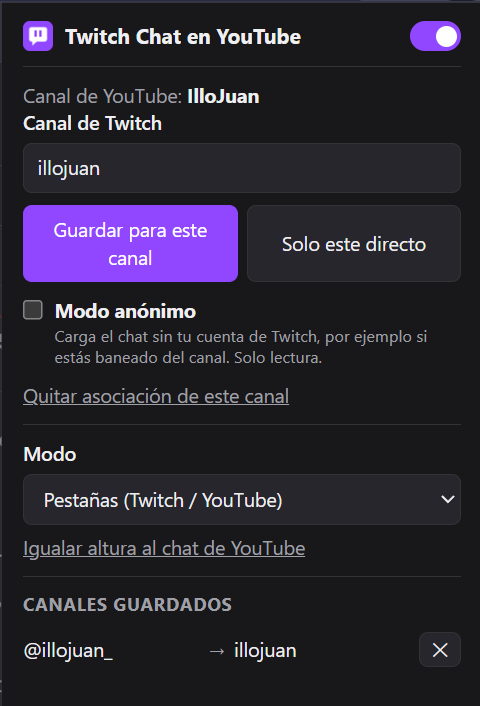 Twitch Chat en YouTube
Canal de YouTube: IlloJuan
Canal de Twitch
illojuan
Guardar para este
canal
Solo este directo
Modo anónimo
Carga el chat sin tu cuenta de Twitch, por ejemplo si
estás baneado del canal. Solo lectura.
Quitar asociación de este canal
Modo
Pestañas (Twitch / YouTube)
Igualar altura al chat de YouTube
CANALES GUARDADOS
@illojuan_ → illojuan